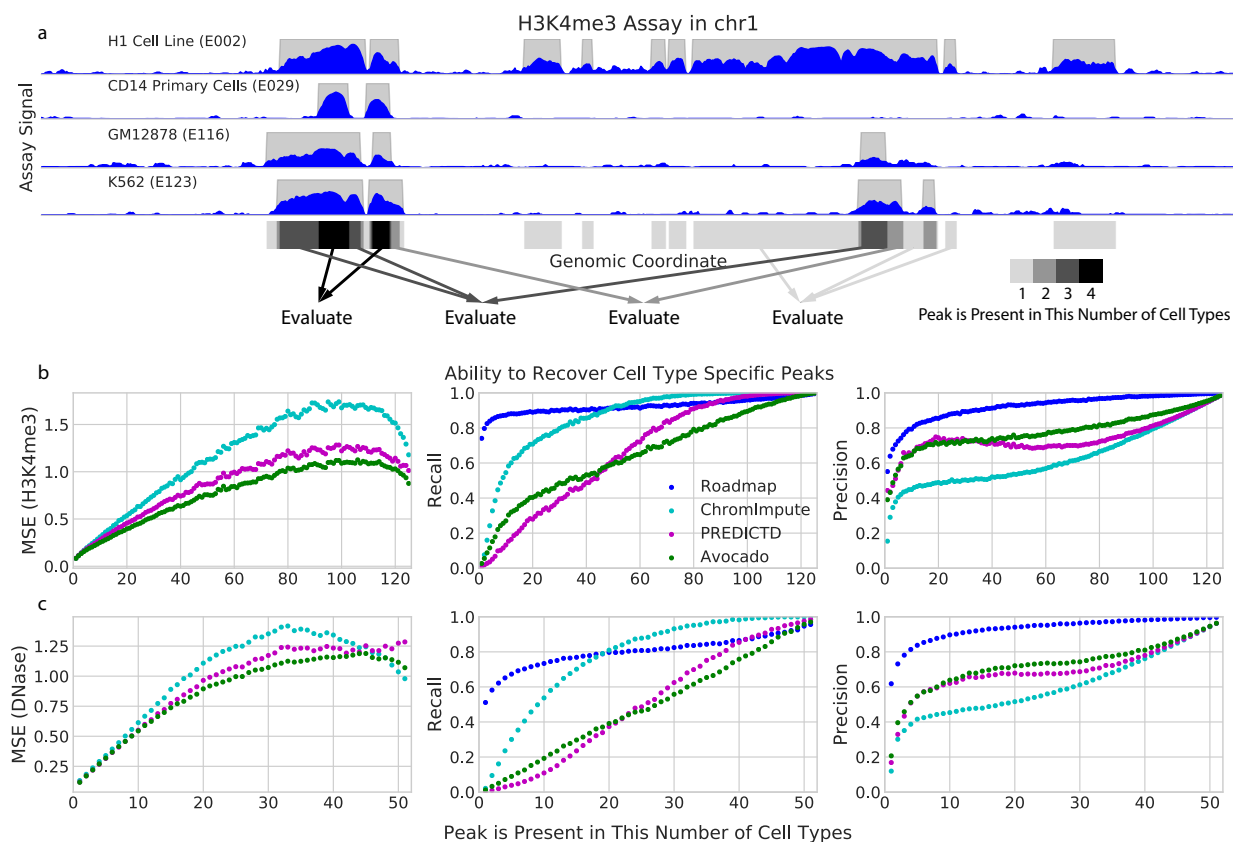 H3K4me3 Assay in chr1
a
H1 Cell Line (E002)
CD14 Primary Cells (E029)
GM12878 (E116)
K562 (E123)
Assay Signal
Genomic Coordinate
Evaluate Evaluate Evaluate Evaluate
1 2 3 4
Peak is Present in This Number of Cell Types
b
Ability to Recover Cell Type Specific Peaks
MSE (H3K4me3)
0.0 0.5 1.0 1.5
0 20 40 60 80 100 120
Recall
0.0 0.2 0.4 0.6 0.8 1.0
0 20 40 60 80 100 120
Roadmap
ChromImpute
PREDICTD
Avocado
Precision
0.0 0.2 0.4 0.6 0.8 1.0
0 20 40 60 80 100 120
c
MSE (DNase)
0.25 0.50 0.75 1.00 1.25
0 10 20 30 40 50
Recall
0.0 0.2 0.4 0.6 0.8 1.0
0 10 20 30 40 50
Precision
0.0 0.2 0.4 0.6 0.8 1.0
0 10 20 30 40 50
Peak is Present in This Number of Cell Types